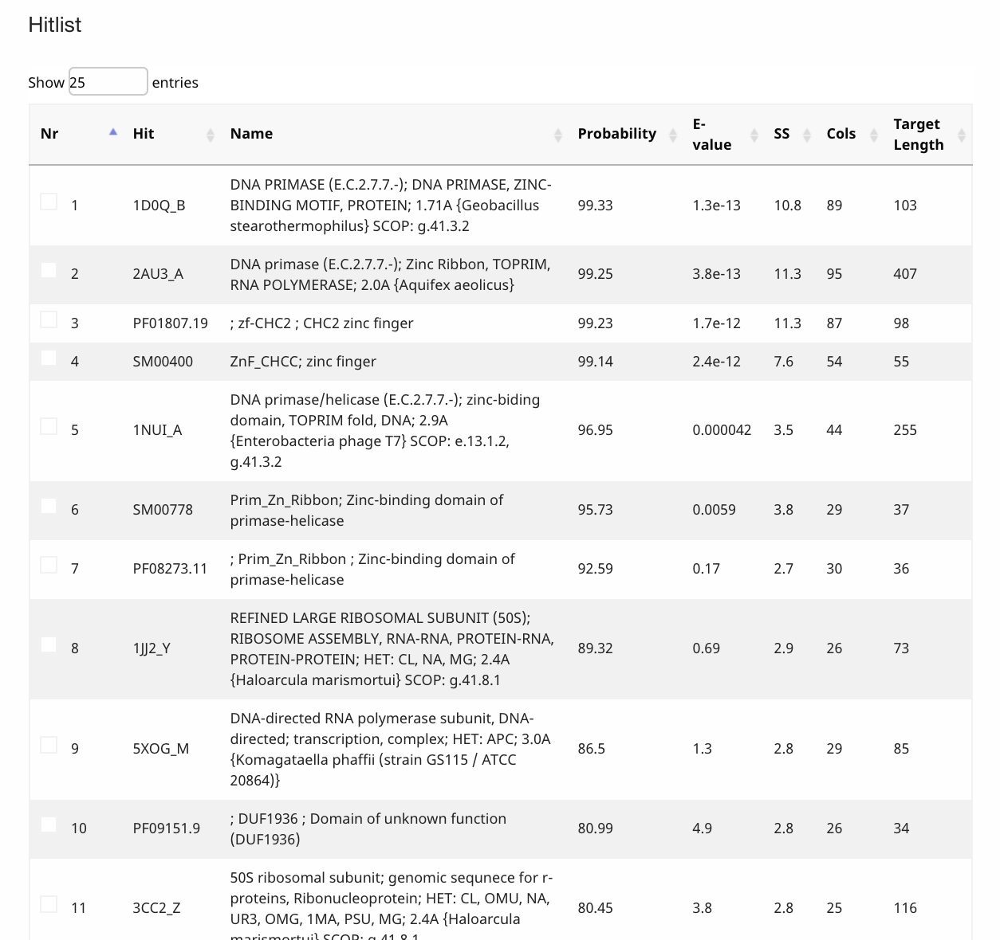 Hitlist
Show 25 entries
Nr Hit Name Probability E-value SS Cols Target Length
1 1D0Q_B DNA PRIMASE (E.C.2.7.7.-); DNA PRIMASE, ZINC-
BINDING MOTIF, PROTEIN; 1.71A {Geobacillus
stearothermophilus} SCOP: g.41.3.2 99.33 1.3e-13 10.8 89 103
2 2AU3_A DNA primase (E.C.2.7.7.-); Zinc Ribbon, TOPRIM,
RNA POLYMERASE; 2.0A {Aquifex aeolicus} 99.25 3.8e-13 11.3 95 407
3 PF01807.19 ; zf-CHC2 ; CHC2 zinc finger 99.23 1.7e-12 11.3 87 98
4 SM00400 ZnF_CHCC; zinc finger 99.14 2.4e-12 7.6 54 55
5 1NUI_A DNA primase/helicase (E.C.2.7.7.-); zinc-biding
domain, TOPRIM fold, DNA; 2.9A
{Enterobacteria phage T7} SCOP: e.13.1.2,
g.41.3.2 96.95 0.000042 3.5 44 255
6 SM00778 Prim_Zn_Ribbon; Zinc-binding domain of
primase-helicase 95.73 0.0059 3.8 29 37
7 PF08273.11 ; Prim_Zn_Ribbon ; Zinc-binding domain of
primase-helicase 92.59 0.17 2.7 30 36
8 1JJ2_Y REFINED LARGE RIBOSOMAL SUBUNIT (50S);
RIBOSOME ASSEMBLY, RNA-RNA, PROTEIN-RNA,
PROTEIN-PROTEIN; HET: CL, NA, MG; 2.4A
{Haloarcula marismortui} SCOP: g.41.8.1 89.32 0.69 2.9 26 73
9 5XOG_M DNA-directed RNA polymerase subunit, DNA-
directed; transcription, complex; HET: APC; 3.0A
{Komagataella phaffii (strain GS115 / ATCC
20864)} 86.5 1.3 2.8 29 85
10 PF09151.9 ; DUF1936 ; Domain of unknown function
(DUF1936) 80.99 4.9 2.8 26 34
11 3CC2_Z 50S ribosomal subunit; genomic sequnece for r-
proteins, Ribonucleoprotein; HET: CL, OMU, NA,
UR3, OMG, 1MA, PSU, MG; 2.4A {Haloarcula
marismortui} SCOP: g.41.8.1 80.45 3.8 2.8 25 116